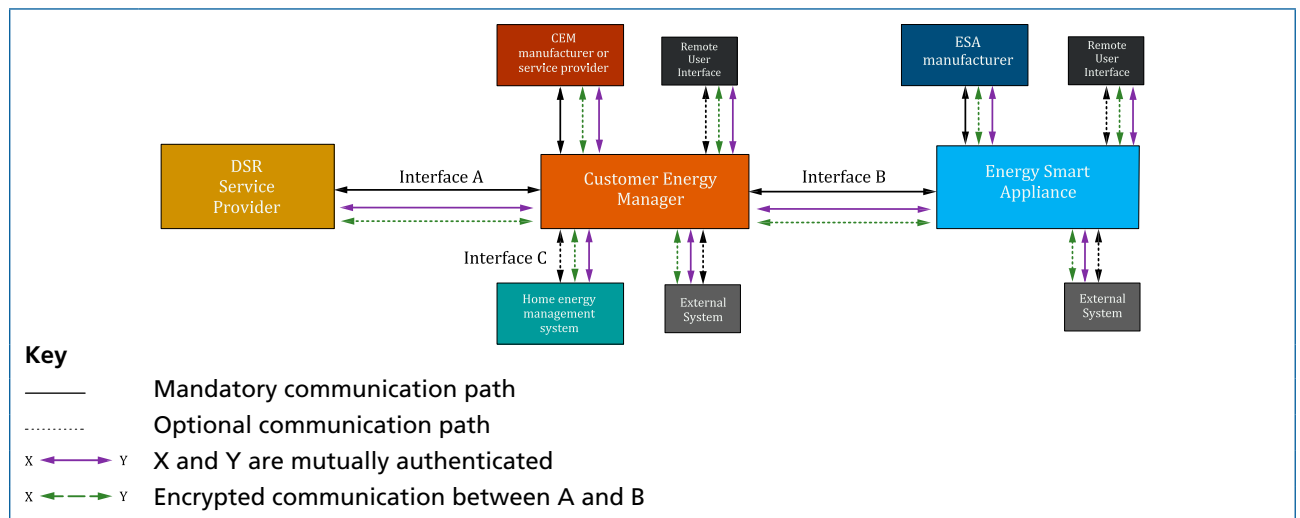 CEM
manufacturer or
service provider
Remote
User
Interface
ESA
manufacturer
Remote
User
Interface
DSR
Service
Provider
Interface A
Customer Energy
Manager
Interface B
Energy Smart
Appliance
Interface C
Home energy
management
system
External
System
External
System
Key
Mandatory communication path
Optional communication path
X Y X and Y are mutually authenticated
X Y Encrypted communication between A and B